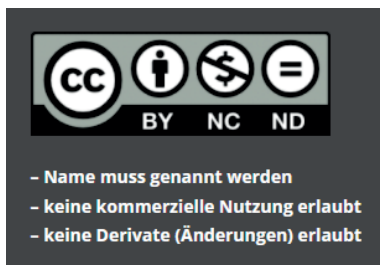 cc
BY NC ND
– Name muss genannt werden
– keine kommerzielle Nutzung erlaubt
– keine Derivate (Änderungen) erlaubt